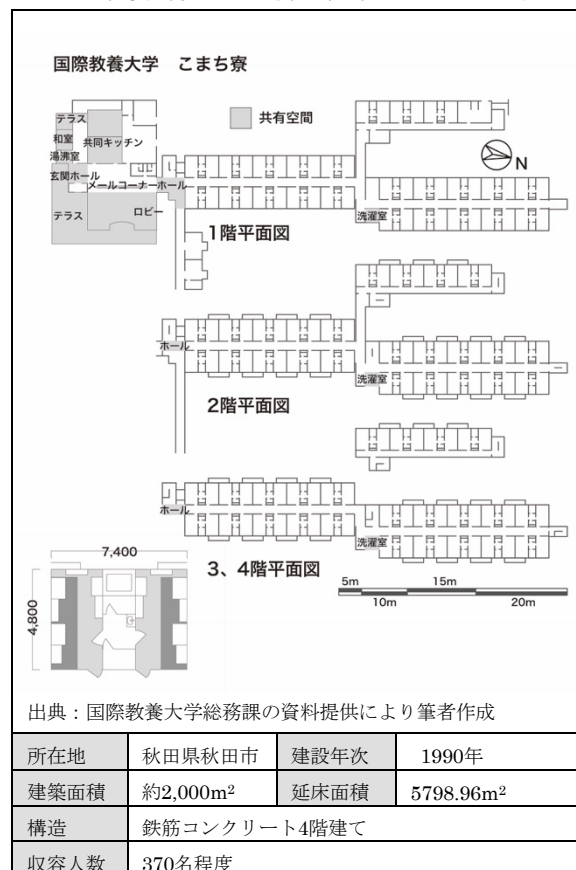 国際教養大学 こまち寮
共有空間
テラス
和室
共同キッチン
湯沸室
玄関ホール
メールコーナー
ホール
テラス
ロビー
N
洗濯室
1階平面図
ホール
洗濯室
2階平面図
ホール
洗濯室
3、4階平面図
7,400
4,800
5m
15m
10m
20m
出典：国際教養大学総務課の資料提供により筆者作成
所在地 秋田県秋田市 建設年次 1990年
建築面積 約2,000m² 延床面積 5798.96m²
構造 鉄筋コンクリート4階建て
収容人数 370名程度